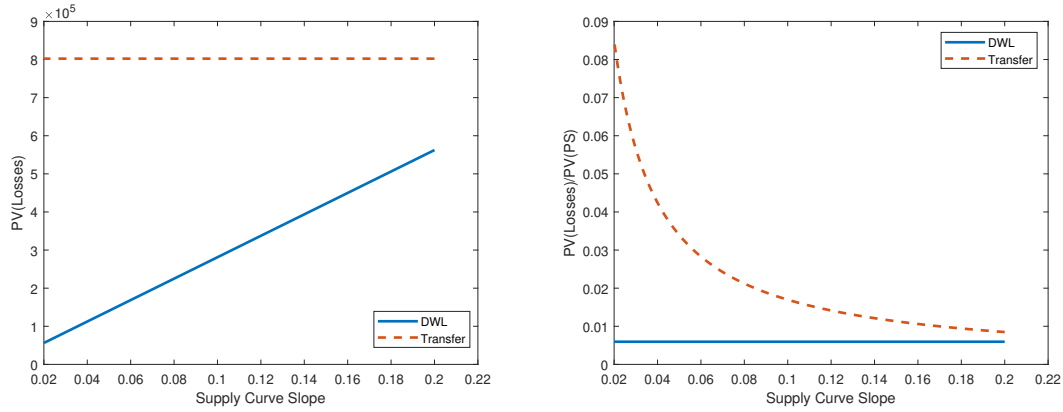 × 10^5
9
8
7
6
5
4
3
2
1
0
PV(Losses)
0.02 0.04 0.06 0.08 0.1 0.12 0.14 0.16 0.18 0.2 0.22
Supply Curve Slope
DWL
Transfer
0.09
0.08
0.07
0.06
0.05
0.04
0.03
0.02
0.01
0
PV(Losses)/PV(PS)
0.02 0.04 0.06 0.08 0.1 0.12 0.14 0.16 0.18 0.2 0.22
Supply Curve Slope
DWL
Transfer